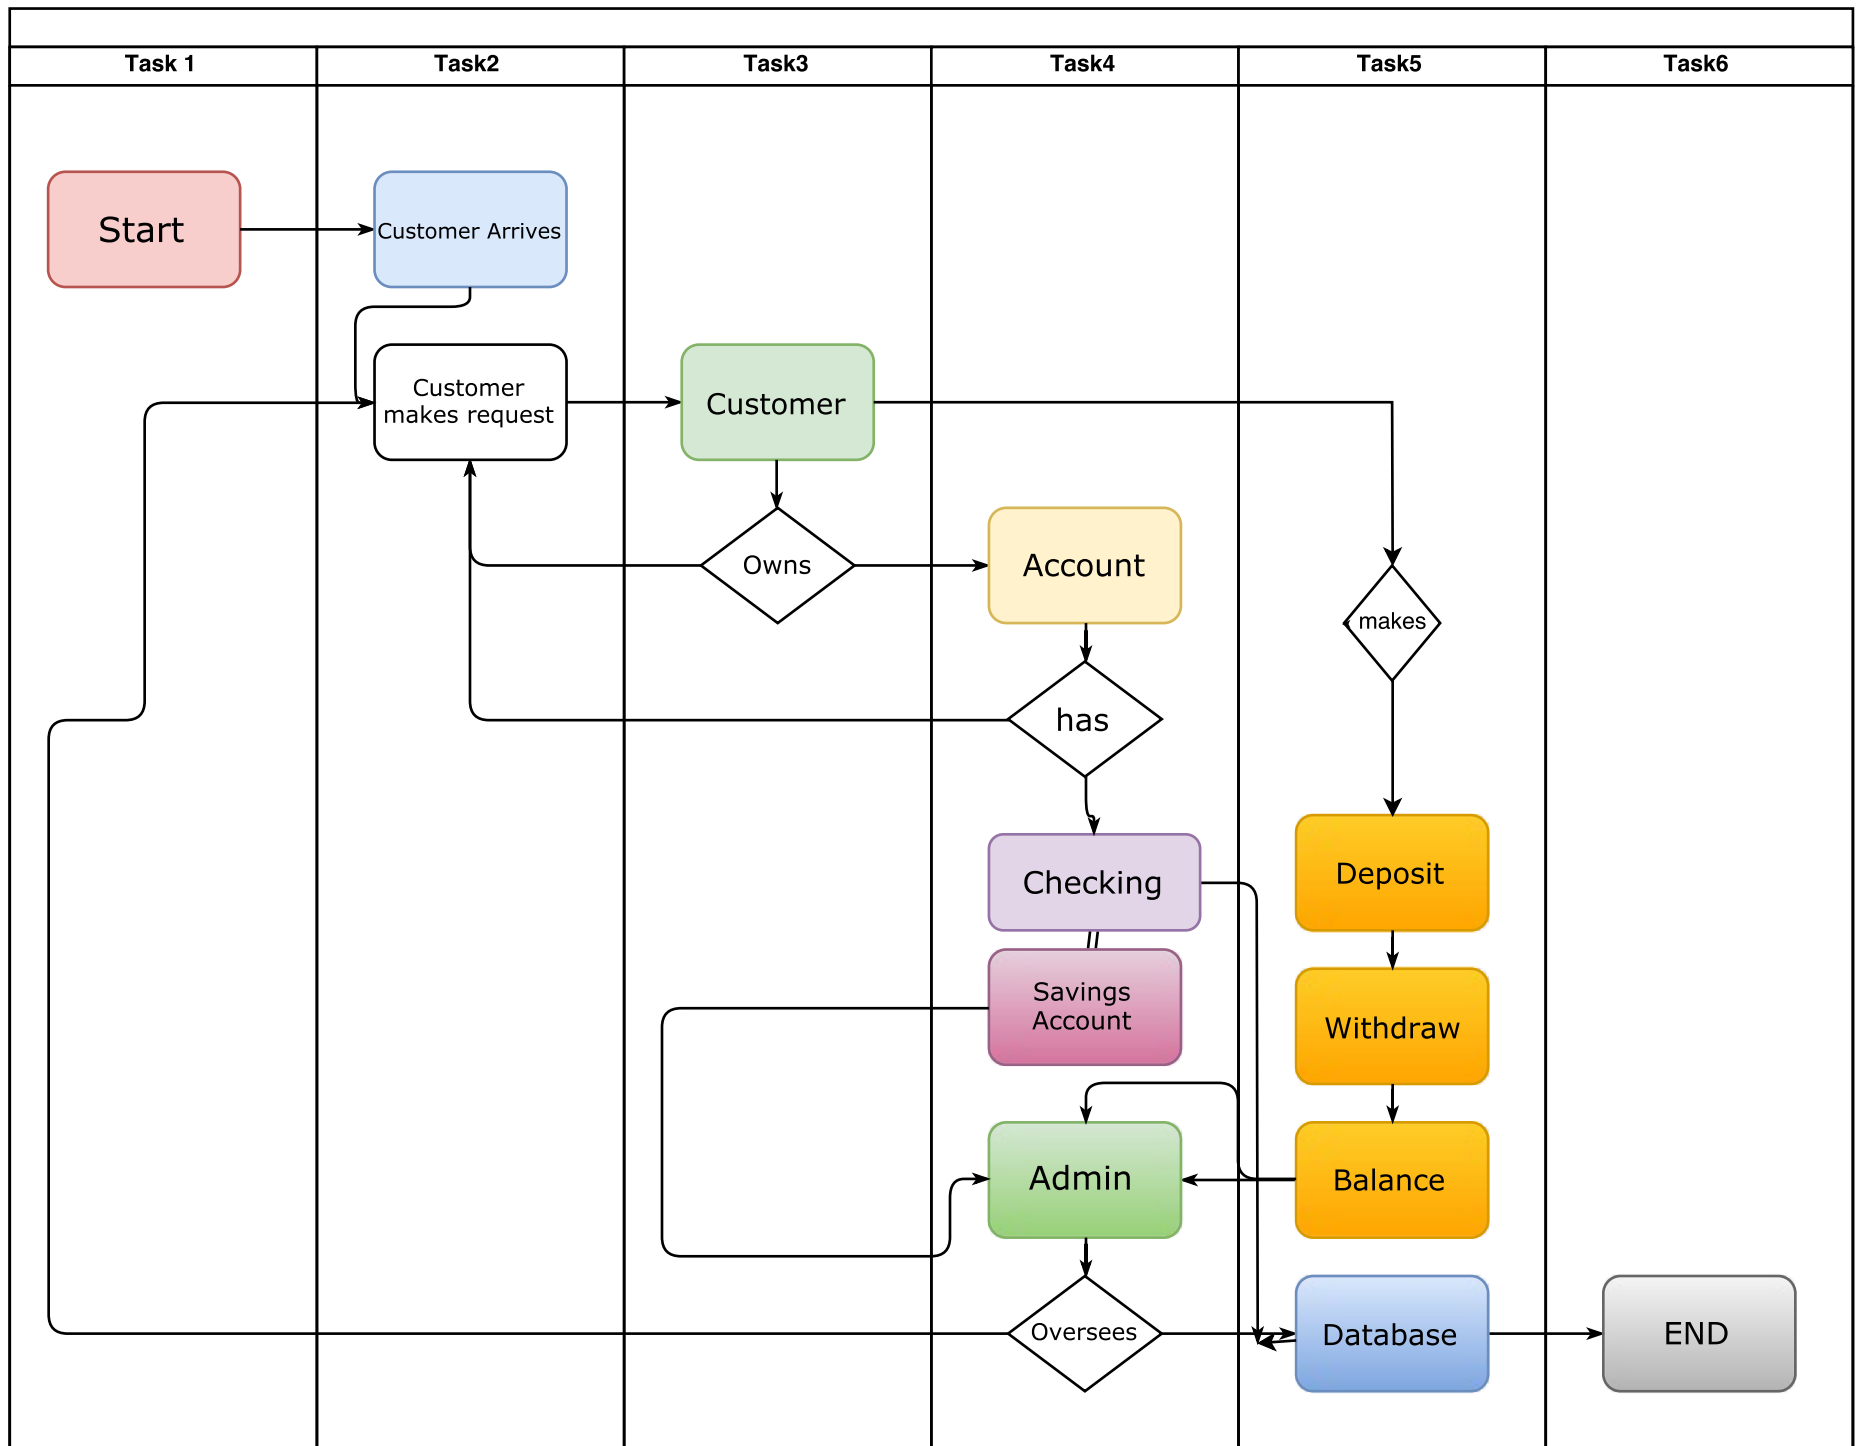 Task 1
Task2
Task3
Task4
Task5
Task6
Start
Customer Arrives
Customer
makes request
Customer
Owns
Account
makes
has
Checking
Deposit
Savings
Account
Withdraw
Admin
Balance
Oversees
Database
END